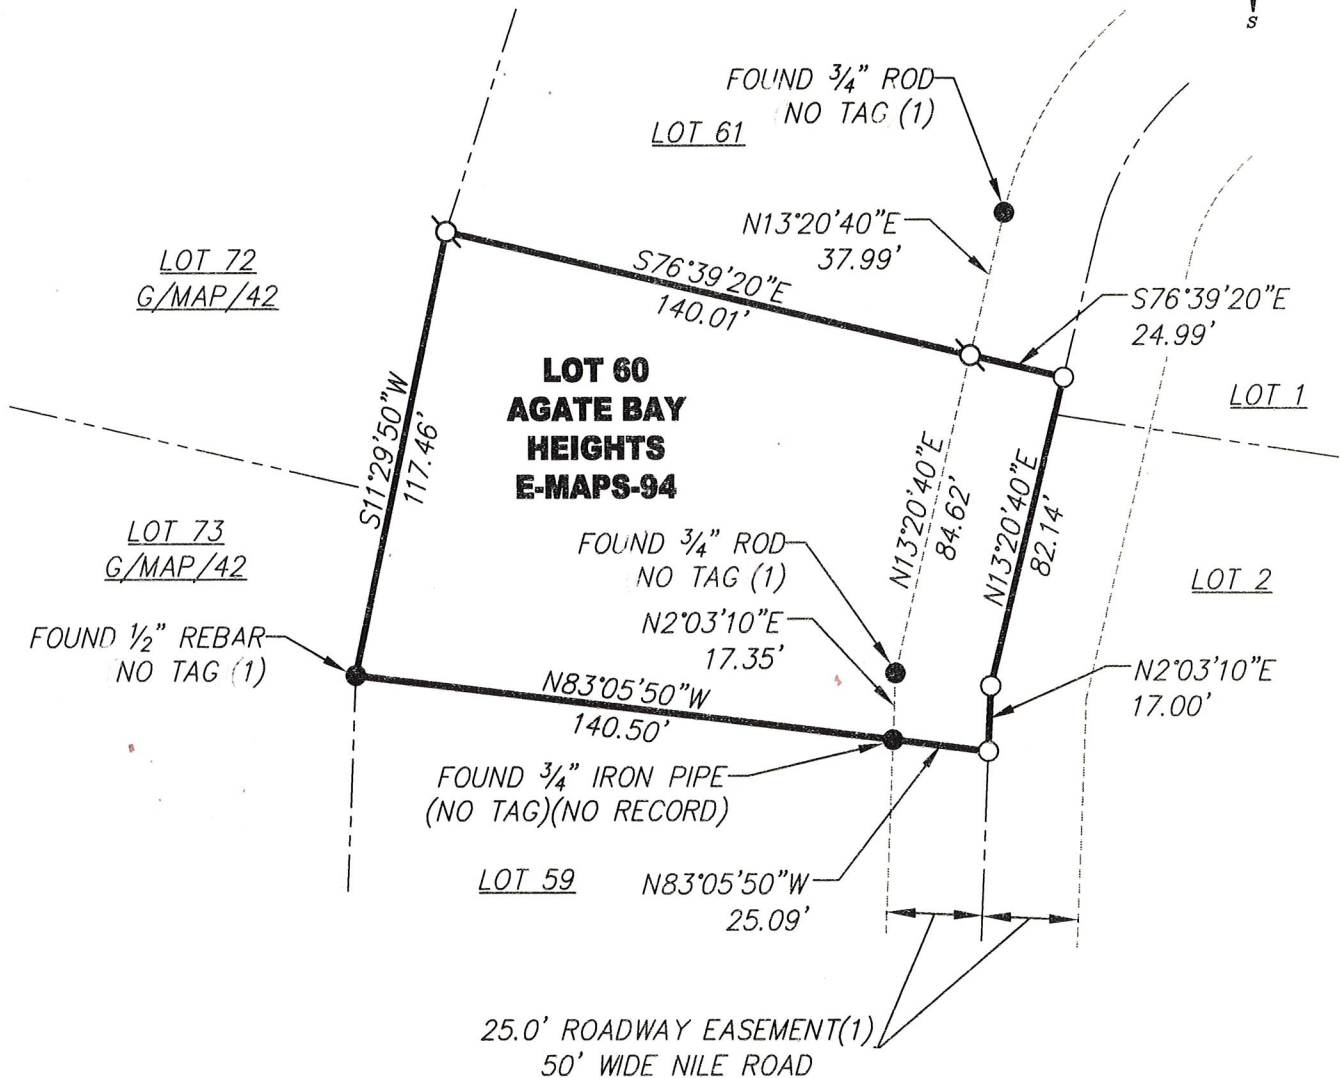 S
FOUND 3/4" ROD
NO TAG (1)
LOT 61
N13°20'40"E
37.99'
LOT 72
G/MAP/42
S76°39'20"E
140.01'
S76°39'20"E
24.99'
LOT 60
AGATE BAY
HEIGHTS
E-MAPS-94
LOT 1
S11°29'50"W
117.46'
N13°20'40"E
84.62'
N13°20'40"E
82.14'
LOT 73
G/MAP/42
FOUND 3/4" ROD
NO TAG (1)
LOT 2
FOUND 1/2" REBAR
NO TAG (1)
N2°03'10"E
17.35'
N2°03'10"E
17.00'
N83°05'50"W
140.50'
FOUND 3/4" IRON PIPE
(NO TAG)(NO RECORD)
LOT 59
N83°05'50"W
25.09'
25.0' ROADWAY EASEMENT(1)
50' WIDE NILE ROAD